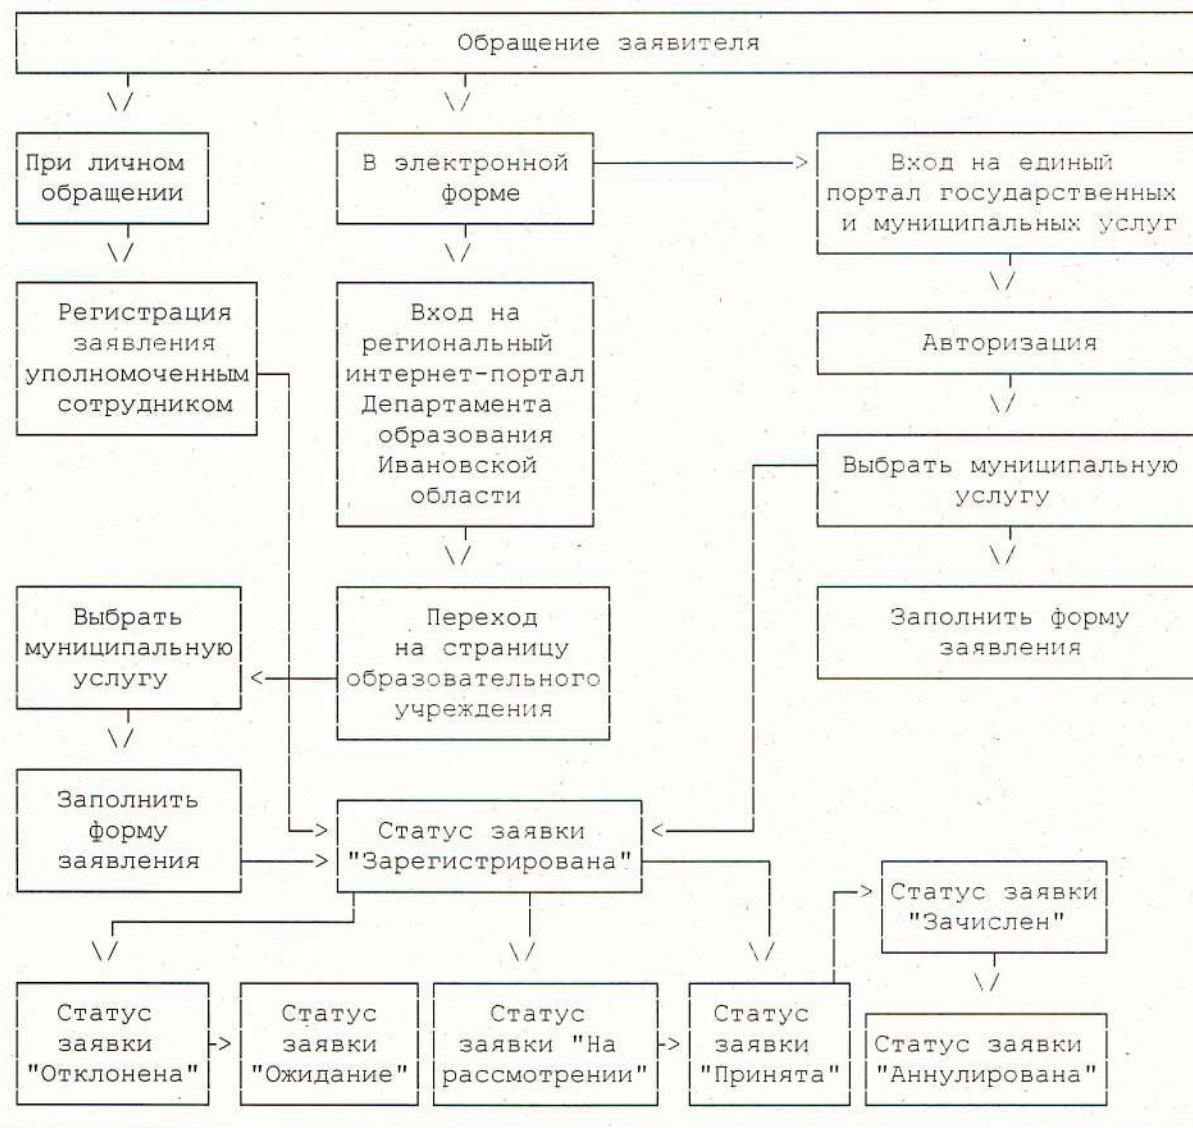 Обращение заявителя
При личном
обращении
В электронной
форме
Вход на единый
портал государственных
и муниципальных услуг
Регистрация
заявления
уполномоченным
сотрудником
Вход на
региональный
интернет-портал
Департамента
образования
Ивановской
области
Авторизация
Выбрать муниципальную
услугу
Заполнить форму
заявления
Выбрать
муниципальную
услугу
Переход
на страницу
образовательного
учреждения
Заполнить
форму
заявления
Статус заявки
"Зарегистрирована"
Статус заявки
"Зачислен"
Статус
заявки
"Отклонена"
Статус
заявки
"Ожидание"
Статус
заявки "На
рассмотрении"
Статус
заявки
"Принята"
Статус заявки
"Аннулирована"